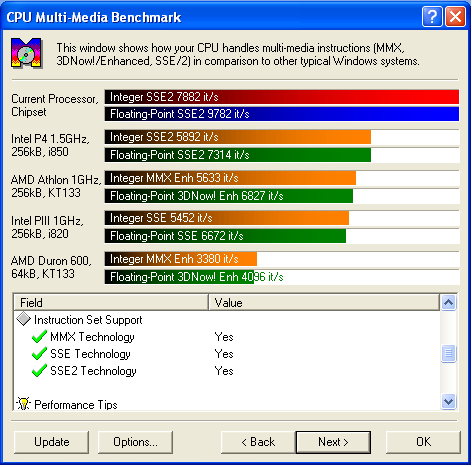 CPU Multi-Media Benchmark
This window shows how your CPU handles multi-media instructions (MMX,
3DNow!/Enhanced, SSE/2) in comparison to other typical Windows systems.
Current Processor,
Chipset
Integer SSE2 7882 it/s
Floating-Point SSE2 9782 it/s
Intel P4 1.5GHz,
256kB, i850
Integer SSE2 5892 it/s
Floating-Point SSE2 7314 it/s
AMD Athlon 1GHz,
256kB, KT133
Integer MMX Enh 5633 it/s
Floating-Point 3DNow! Enh 6827 it/s
Intel PIII 1GHz,
256kB, i820
Integer SSE 5452 it/s
Floating-Point SSE 6672 it/s
AMD Duron 600,
64kB, KT133
Integer MMX Enh 3380 it/s
Floating-Point 3DNow! Enh 4096 it/s
Field Value
Instruction Set Support
MMX Technology Yes
SSE Technology Yes
SSE2 Technology Yes
Performance Tips
Update Options... < Back Next > OK